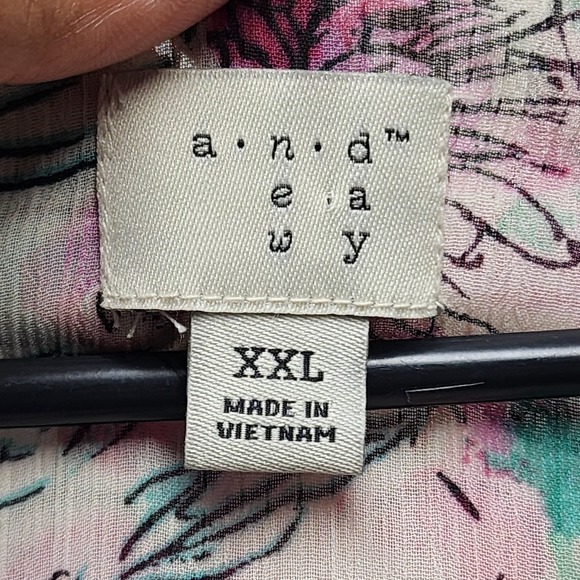 a·n·d™
e a
w y
XXL
MADE IN
VIETNAM